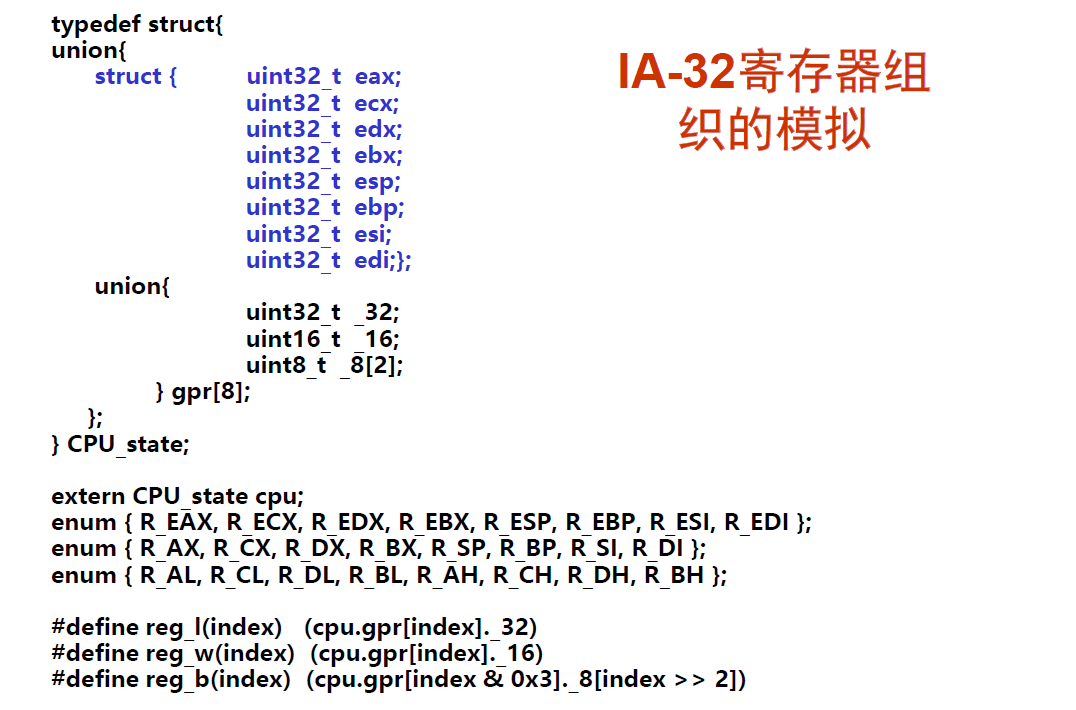 typedef struct{
union{
struct { uint32_t eax;
uint32_t ecx;
uint32_t edx;
uint32_t ebx;
uint32_t esp;
uint32_t ebp;
uint32_t esi;
uint32_t edi;};
union{
uint32_t _32;
uint16_t _16;
uint8_t _8[2];
} gpr[8];
};
} CPU_state;
extern CPU_state cpu;
enum { R_EAX, R_ECX, R_EDX, R_EBX, R_ESP, R_EBP, R_ESI, R_EDI };
enum { R_AX, R_CX, R_DX, R_BX, R_SP, R_BP, R_SI, R_DI };
enum { R_AL, R_CL, R_DL, R_BL, R_AH, R_CH, R_DH, R_BH };
#define reg_l(index) (cpu.gpr[index]._32)
#define reg_w(index) (cpu.gpr[index]._16)
#define reg_b(index) (cpu.gpr[index & 0x3]._8[index >> 2])
IA-32寄存器组
织的模拟